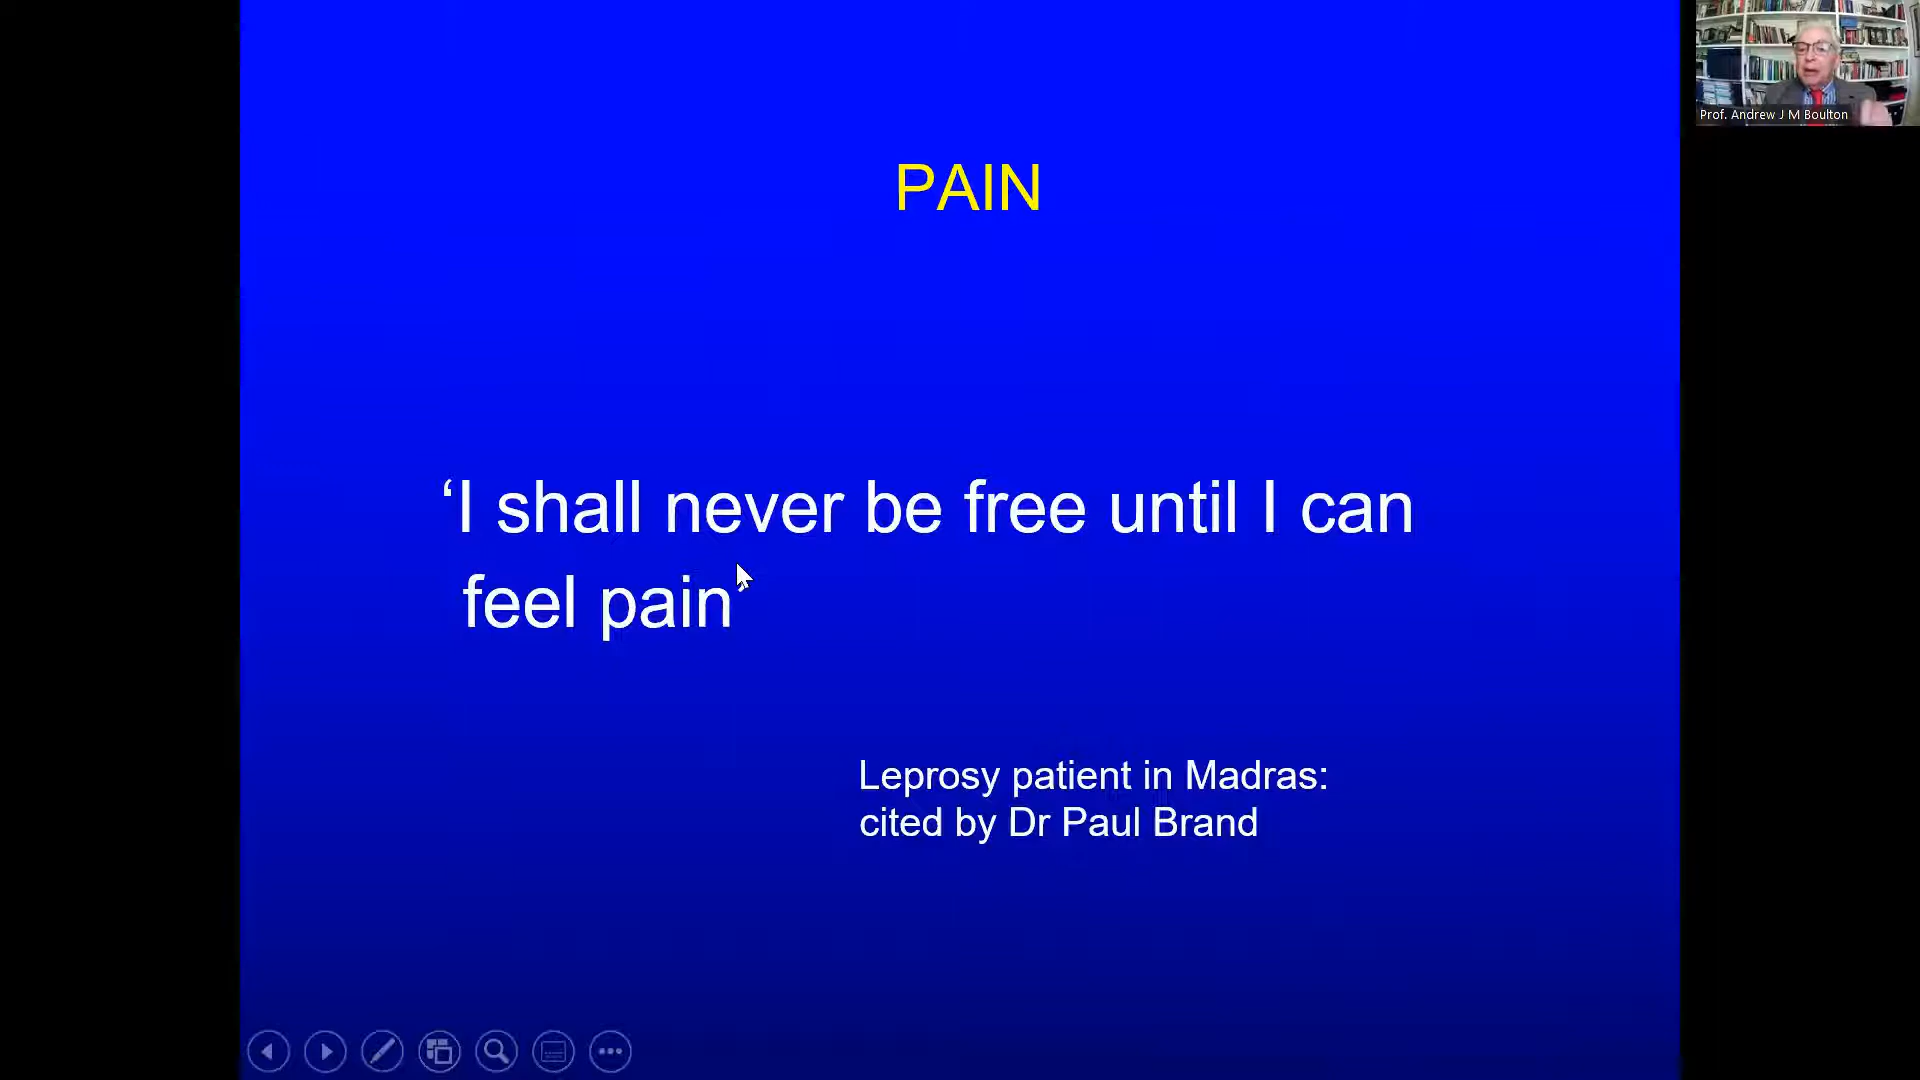 Prof. Andrew J M Boulton
PAIN
‘I shall never be free until I can
feel pain’
Leprosy patient in Madras:
cited by Dr Paul Brand